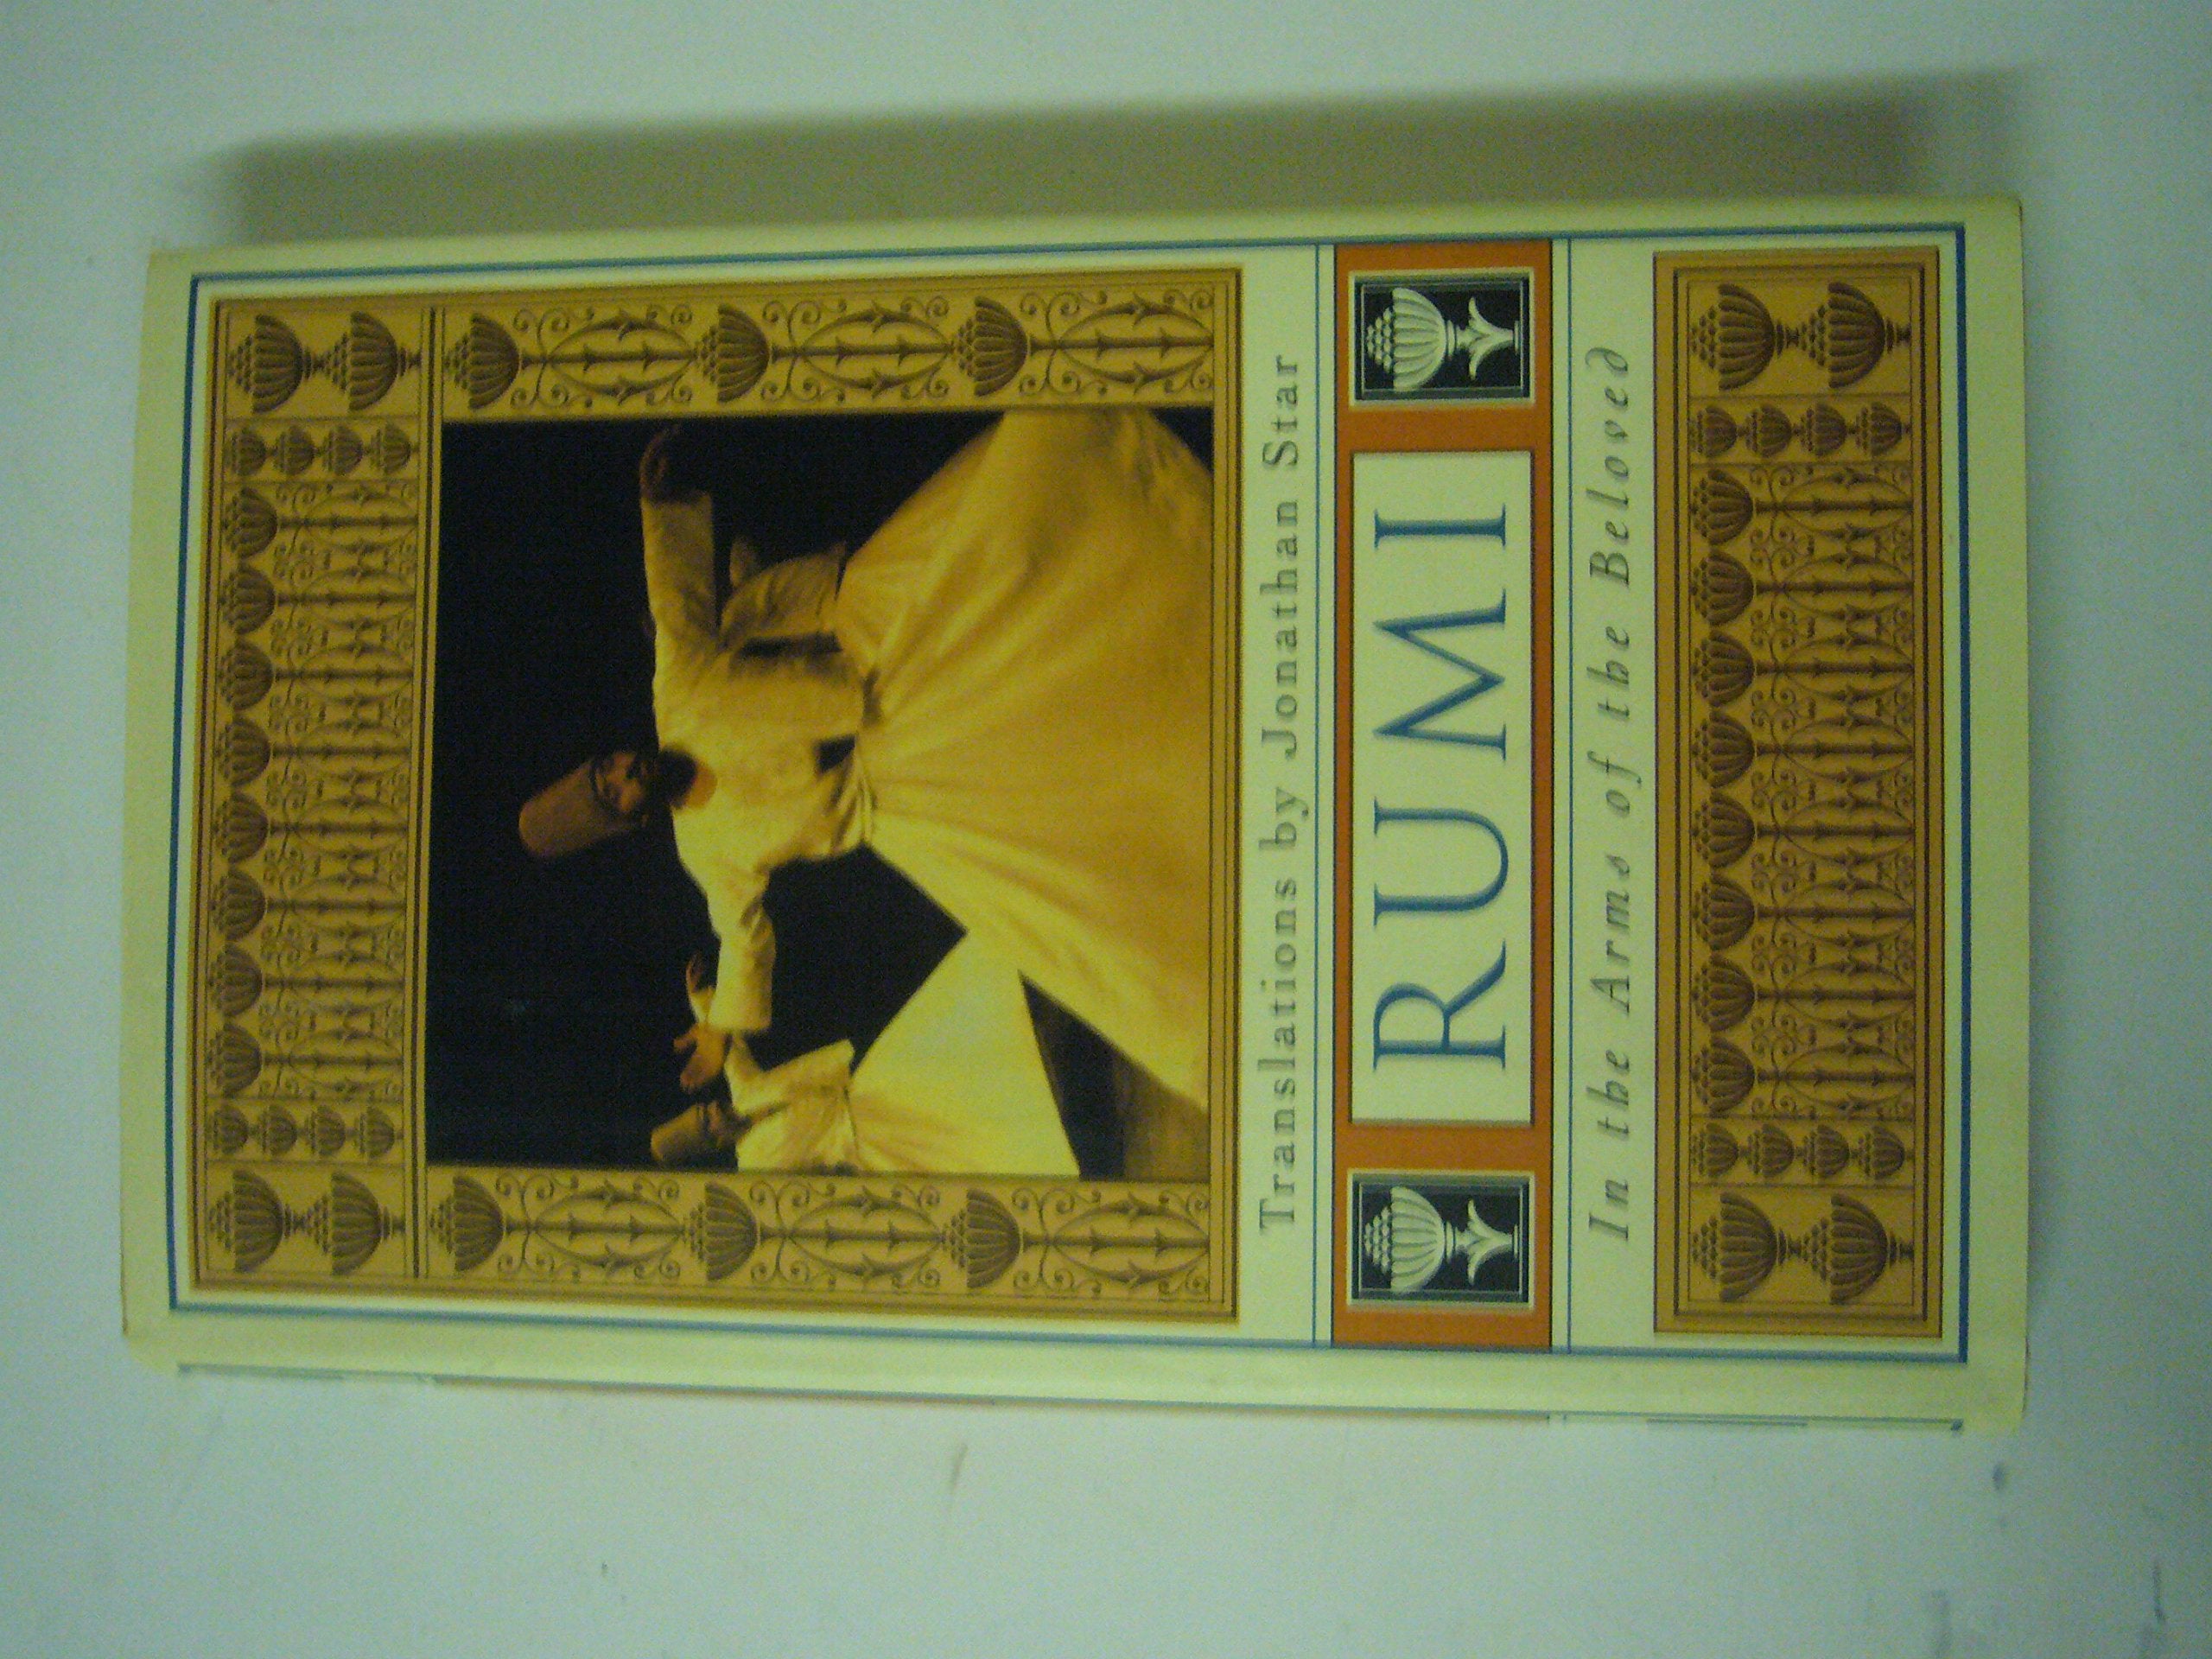 Translations by Jonathan Star
RUMI
In the Arms of the Beloved